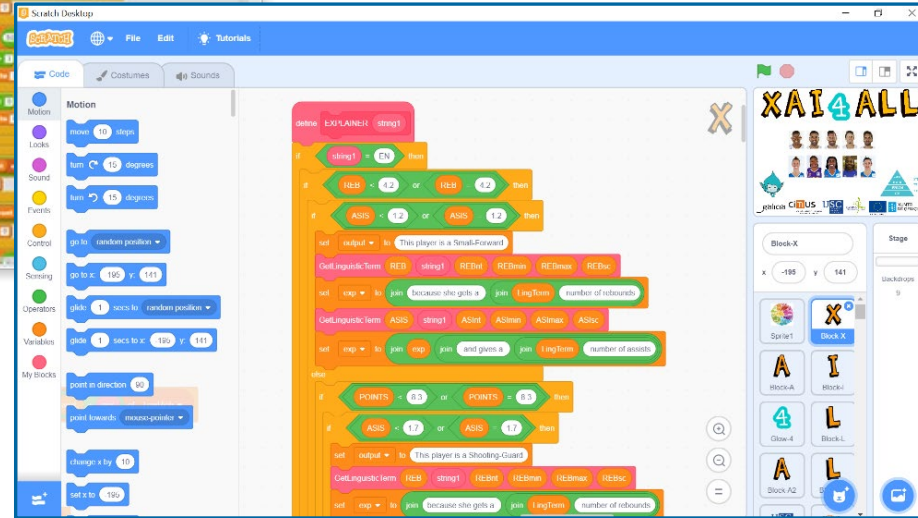 Scratch Desktop
SCRATCH File Edit Tutorials
Code Costumes Sounds
Motion
Looks
Sound
Events
Control
Sensing
Operators
Variables
My Blocks
Motion
move 10 steps
turn 15 degrees
turn 15 degrees
go to random position
go to x: -195 y: 141
glide 1 secs to random position
glide 1 secs to x: -195 y: 141
point in direction 90
point towards mouse-pointer
change x by 10
set x to -195
define EXPLAINER string1
if string1 = EN then
if REB < 4.2 or REB = 4.2 then
if ASIS < 1.2 or ASIS = 1.2 then
set output to This player is a Small-Forward
GetLinguisticTerm REB string1 REBint REBmin REBmax REBsc
set exp to join because she gets a join LingTerm number of rebounds
GetLinguisticTerm ASIS string1 ASint ASImin ASImax ASIsc
set exp to join exp join and gives a join LingTerm number of assists
else
if POINTS < 8.3 or POINTS = 8.3 then
if ASIS < 1.7 or ASIS = 1.7 then
set output to This player is a Shooting-Guard
GetLinguisticTerm REB string1 REBint REBmin REBmax REBsc
set exp to join because she gets a join LingTerm number of rebounds
X
XAI4ALL
CiTIUS USC
Block-X
x -195 y 141
Sprite1
Block X
Block-A
Block-I
Glow-4
Block-L
Block A2
Stage
Backdrops